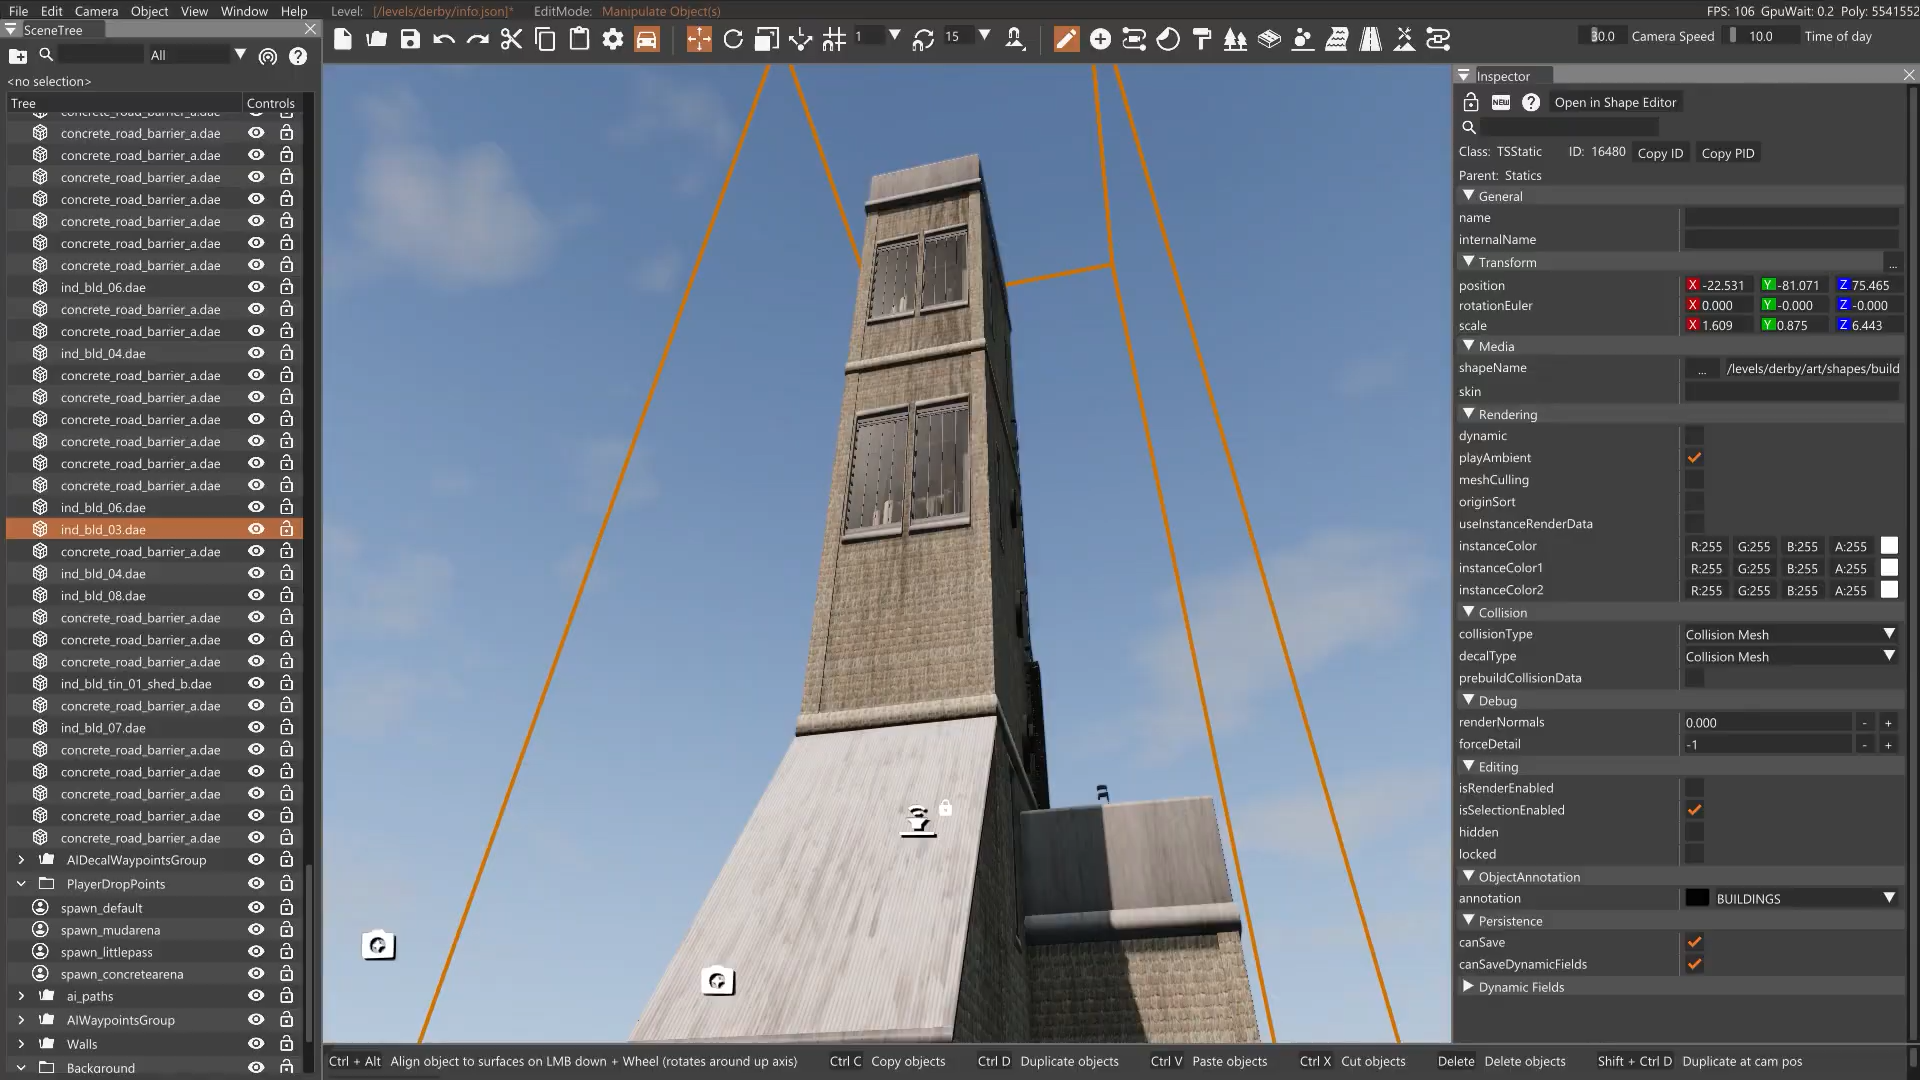 File Edit Camera Object View Window Help Level: [/levels/derby/info.json]* EditMode: Manipulate Object(s) FPS: 106 GpuWait: 0.2 Poly: 5541552
SceneTree
1 15 30.0 Camera Speed 10.0 Time of day
All
<no selection>
Tree Controls
concrete_road_barrier_a.dae
concrete_road_barrier_a.dae
concrete_road_barrier_a.dae
concrete_road_barrier_a.dae
concrete_road_barrier_a.dae
concrete_road_barrier_a.dae
concrete_road_barrier_a.dae
concrete_road_barrier_a.dae
ind_bld_06.dae
concrete_road_barrier_a.dae
concrete_road_barrier_a.dae
ind_bld_04.dae
concrete_road_barrier_a.dae
concrete_road_barrier_a.dae
concrete_road_barrier_a.dae
concrete_road_barrier_a.dae
concrete_road_barrier_a.dae
concrete_road_barrier_a.dae
ind_bld_06.dae
ind_bld_03.dae
concrete_road_barrier_a.dae
ind_bld_04.dae
ind_bld_08.dae
concrete_road_barrier_a.dae
concrete_road_barrier_a.dae
concrete_road_barrier_a.dae
ind_bld_tin_01_shed_b.dae
concrete_road_barrier_a.dae
ind_bld_07.dae
concrete_road_barrier_a.dae
concrete_road_barrier_a.dae
concrete_road_barrier_a.dae
concrete_road_barrier_a.dae
concrete_road_barrier_a.dae
AIDecalWaypointsGroup
PlayerDropPoints
spawn_default
spawn_mudarena
spawn_littlepass
spawn_concretearena
ai_paths
AIWaypointsGroup
Walls
Background
Inspector
NEW Open in Shape Editor
Class: TSStatic ID: 16480 Copy ID Copy PID
Parent: Statics
General
name
internalName
Transform ...
position X -22.531 Y -81.071 Z 75.465
rotationEuler X 0.000 Y -0.000 Z -0.000
scale X 1.609 Y 0.875 Z 6.443
Media
shapeName ... /levels/derby/art/shapes/build
skin
Rendering
dynamic
playAmbient
meshCulling
originSort
useInstanceRenderData
instanceColor R:255 G:255 B:255 A:255
instanceColor1 R:255 G:255 B:255 A:255
instanceColor2 R:255 G:255 B:255 A:255
Collision
collisionType Collision Mesh
decalType Collision Mesh
prebuildCollisionData
Debug
renderNormals 0.000 - +
forceDetail -1 - +
Editing
isRenderEnabled
isSelectionEnabled
hidden
locked
ObjectAnnotation
annotation BUILDINGS
Persistence
canSave
canSaveDynamicFields
Dynamic Fields
Ctrl + Alt Align object to surfaces on LMB down + Wheel (rotates around up axis) Ctrl C Copy objects Ctrl D Duplicate objects Ctrl V Paste objects Ctrl X Cut objects Delete Delete objects Shift + Ctrl D Duplicate at cam pos